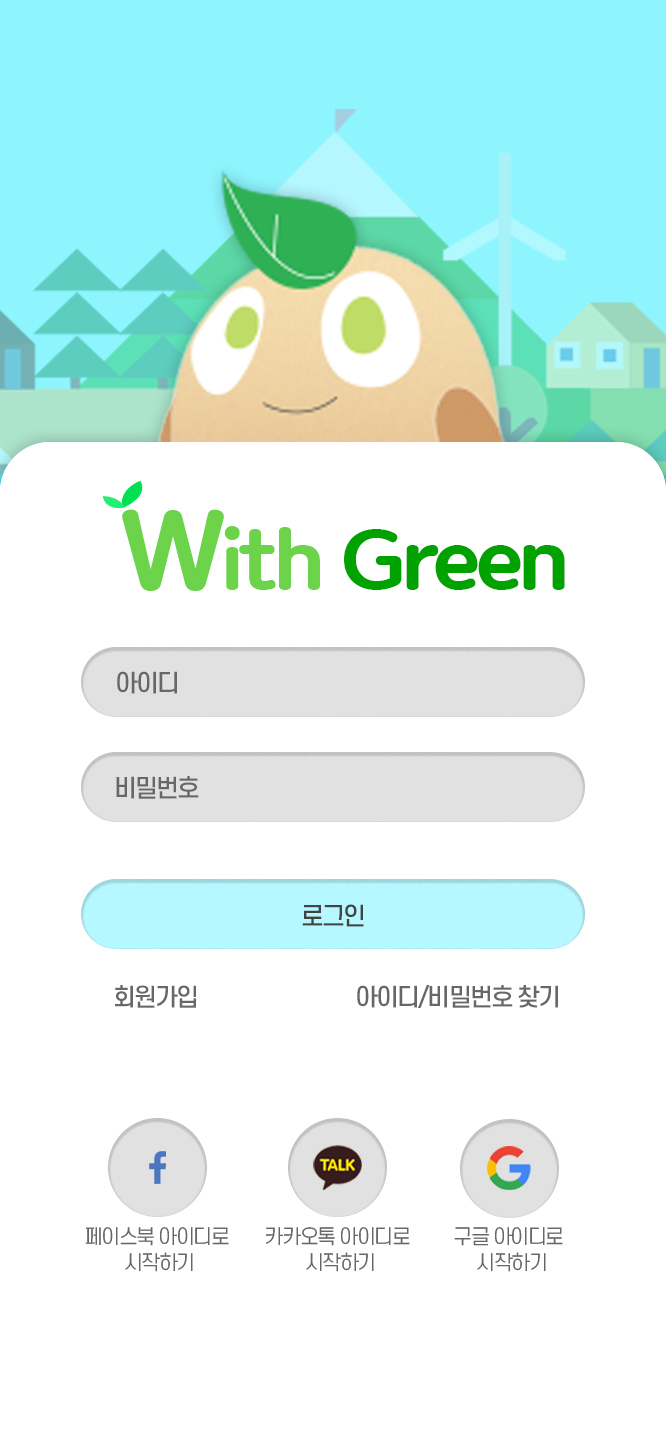 With Green
아이디
비밀번호
로그인
회원가입 아이디/비밀번호 찾기
TALK
페이스북 아이디로
시작하기
카카오톡 아이디로
시작하기
구글 아이디로
시작하기